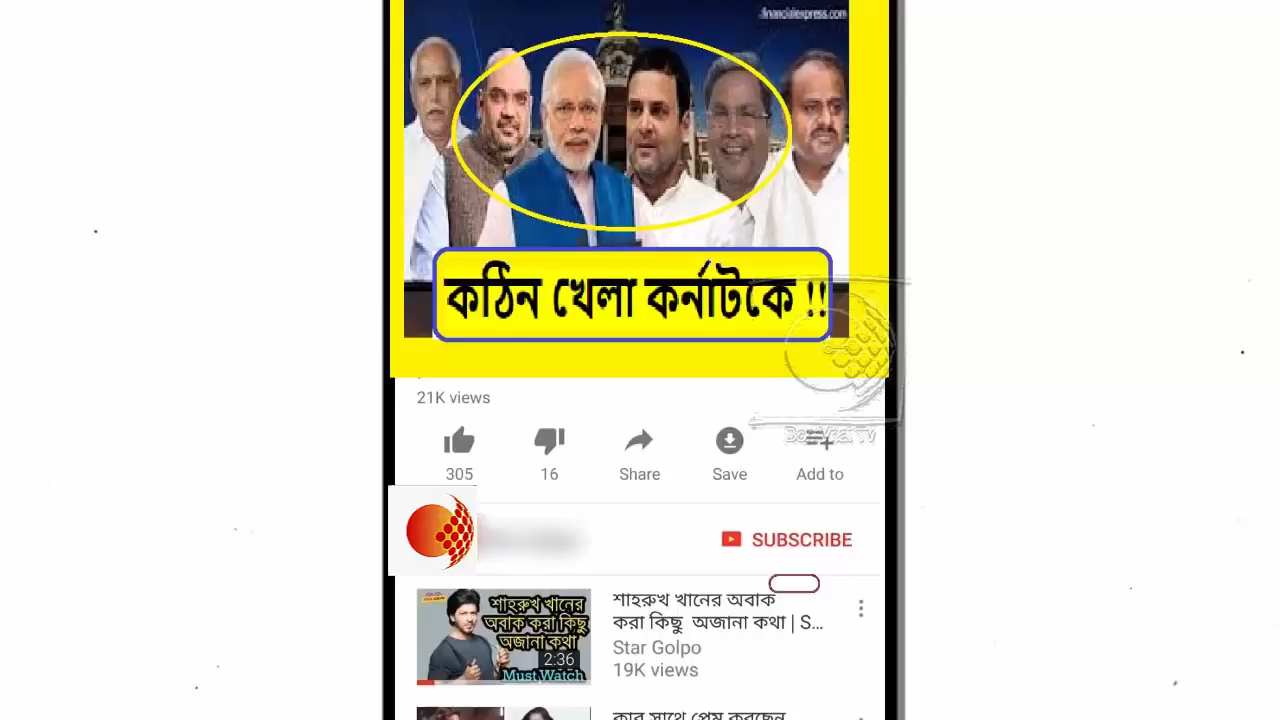 financialexpress.com
কঠিন খেলা কর্নাটকে !!
21K views
305
16
Share
Save
Add to
SUBSCRIBE
শাহরুখ খানের
অবাক করা কিছু
অজানা কথা
2:36
Must Watch
শাহরুখ খানের অবাক
করা কিছু অজানা কথা | S...
Star Golpo
19K views
কার সাথে প্রেম করছেন